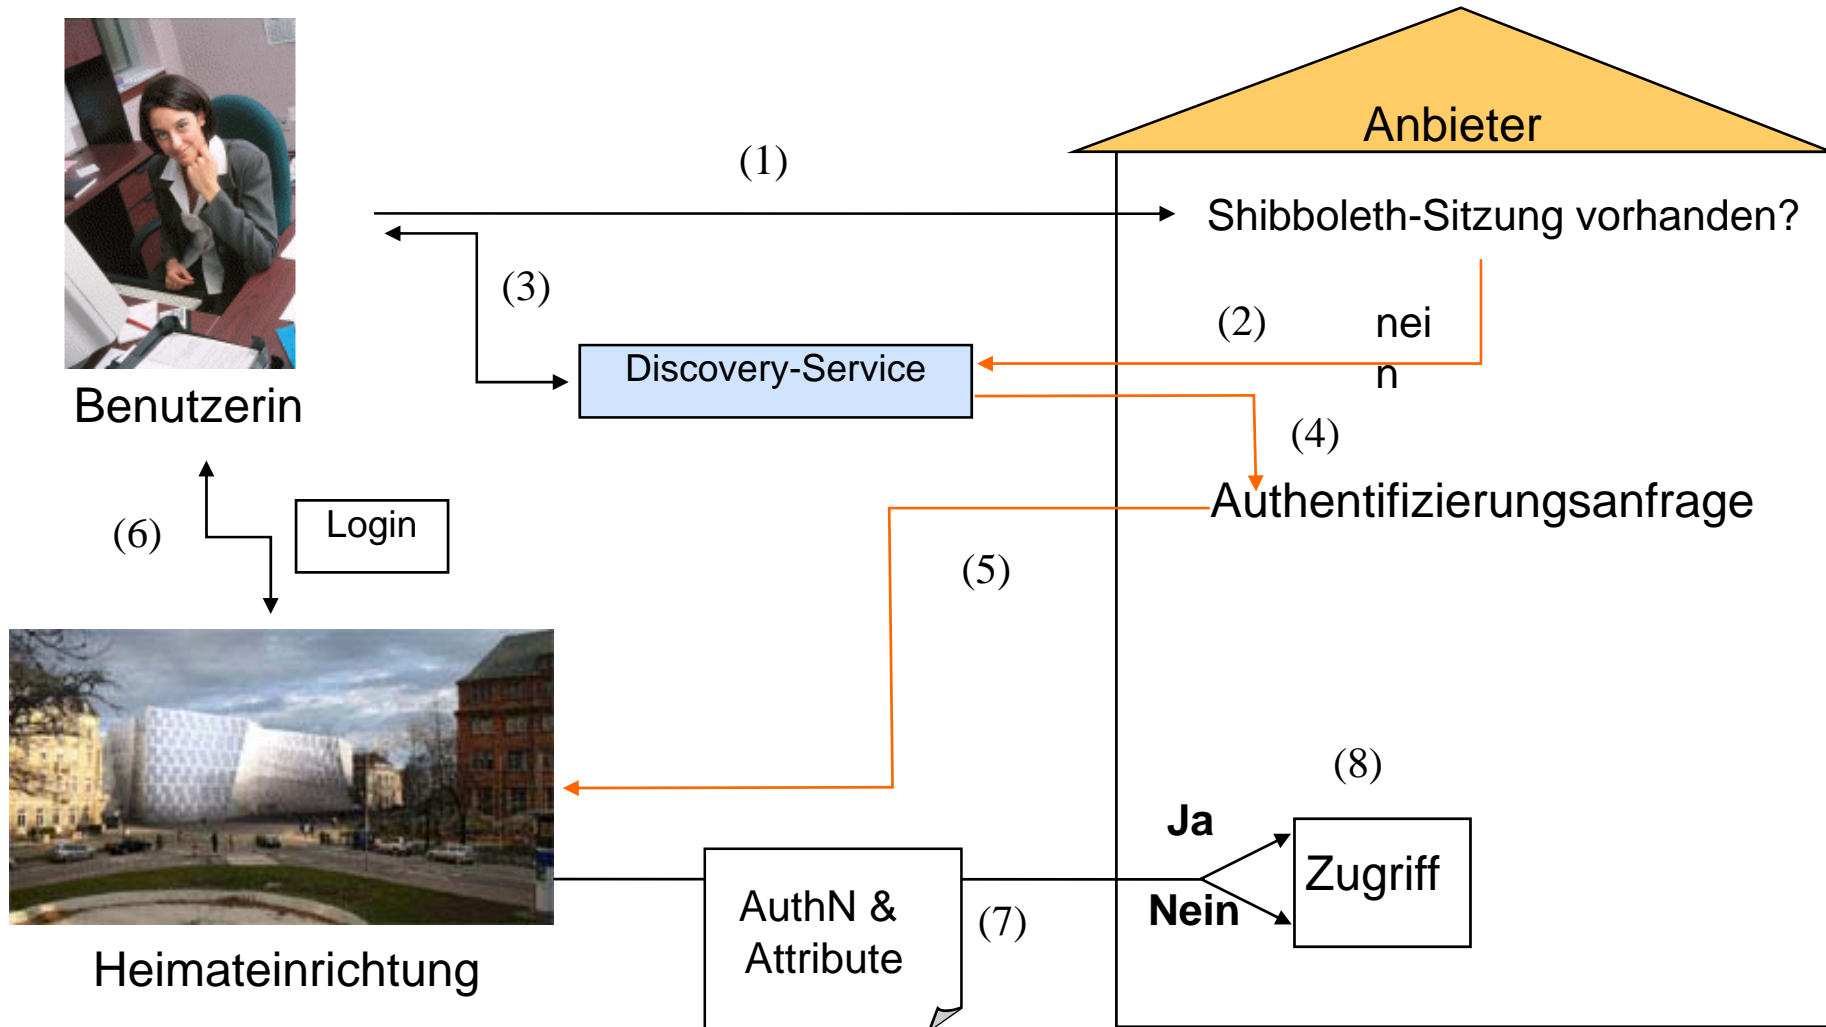 Anbieter
(1)
Shibboleth-Sitzung vorhanden?
(3)
(2)
nei
n
Discovery-Service
Benutzerin
(4)
Authentifizierungsanfrage
Login
(6)
(5)
(8)
Ja
Zugriff
Nein
AuthN &
Attribute
(7)
Heimateinrichtung